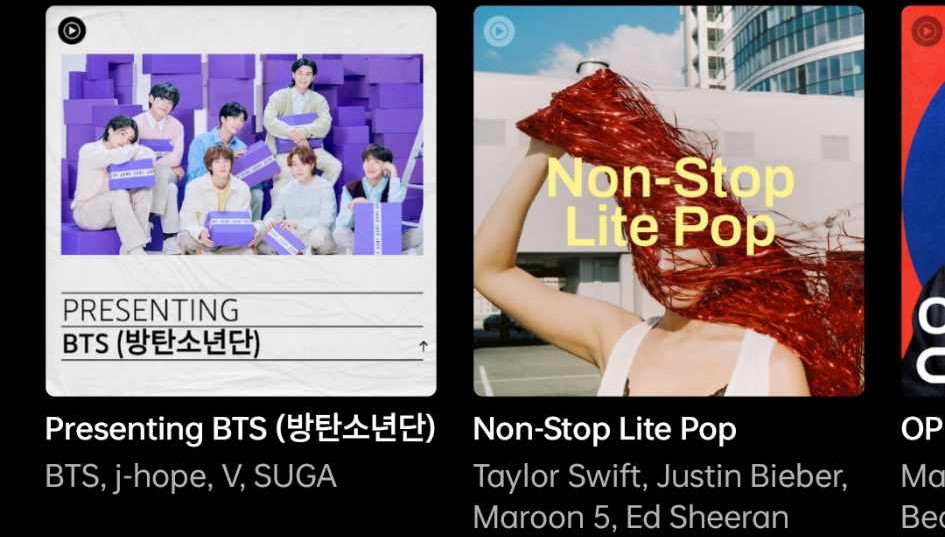 PRESENTING
BTS (방탄소년단)
Non-Stop
Lite Pop
Presenting BTS (방탄소년단)
BTS, j-hope, V, SUGA
Non-Stop Lite Pop
Taylor Swift, Justin Bieber,
Maroon 5, Ed Sheeran
OP
Ma
Bea